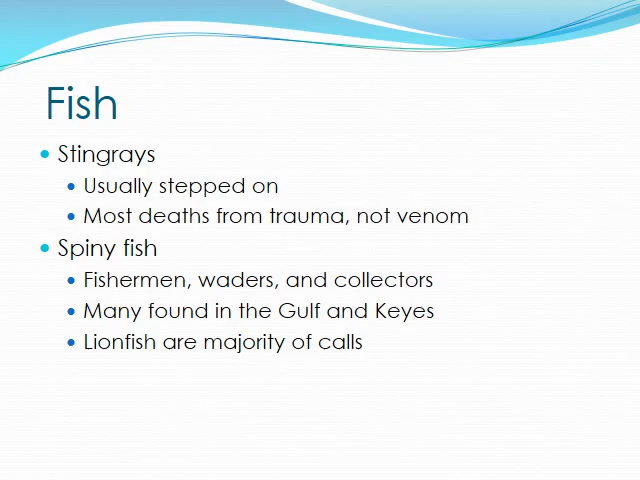 Fish
Stingrays
Usually stepped on
Most deaths from trauma, not venom
Spiny fish
Fishermen, waders, and collectors
Many found in the Gulf and Keyes
Lionfish are majority of calls